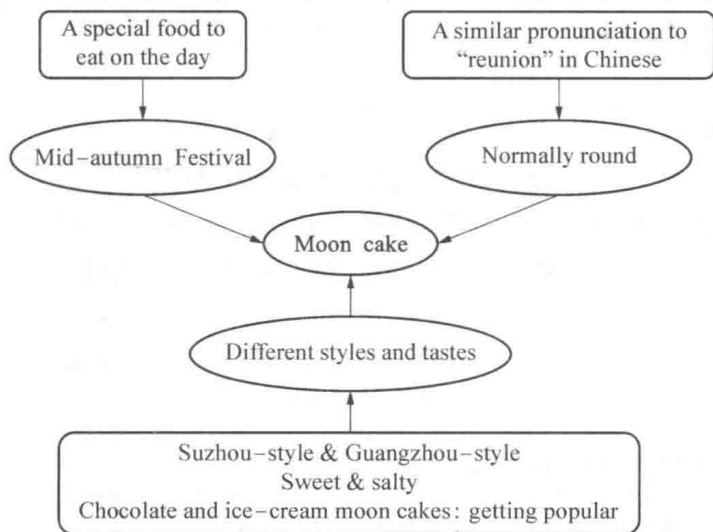 A special food to
eat on the day
A similar pronunciation to
“reunion” in Chinese
Mid-autumn Festival
Normally round
Moon cake
Different styles and tastes
Suzhou-style & Guangzhou-style
Sweet & salty
Chocolate and ice-cream moon cakes: getting popular